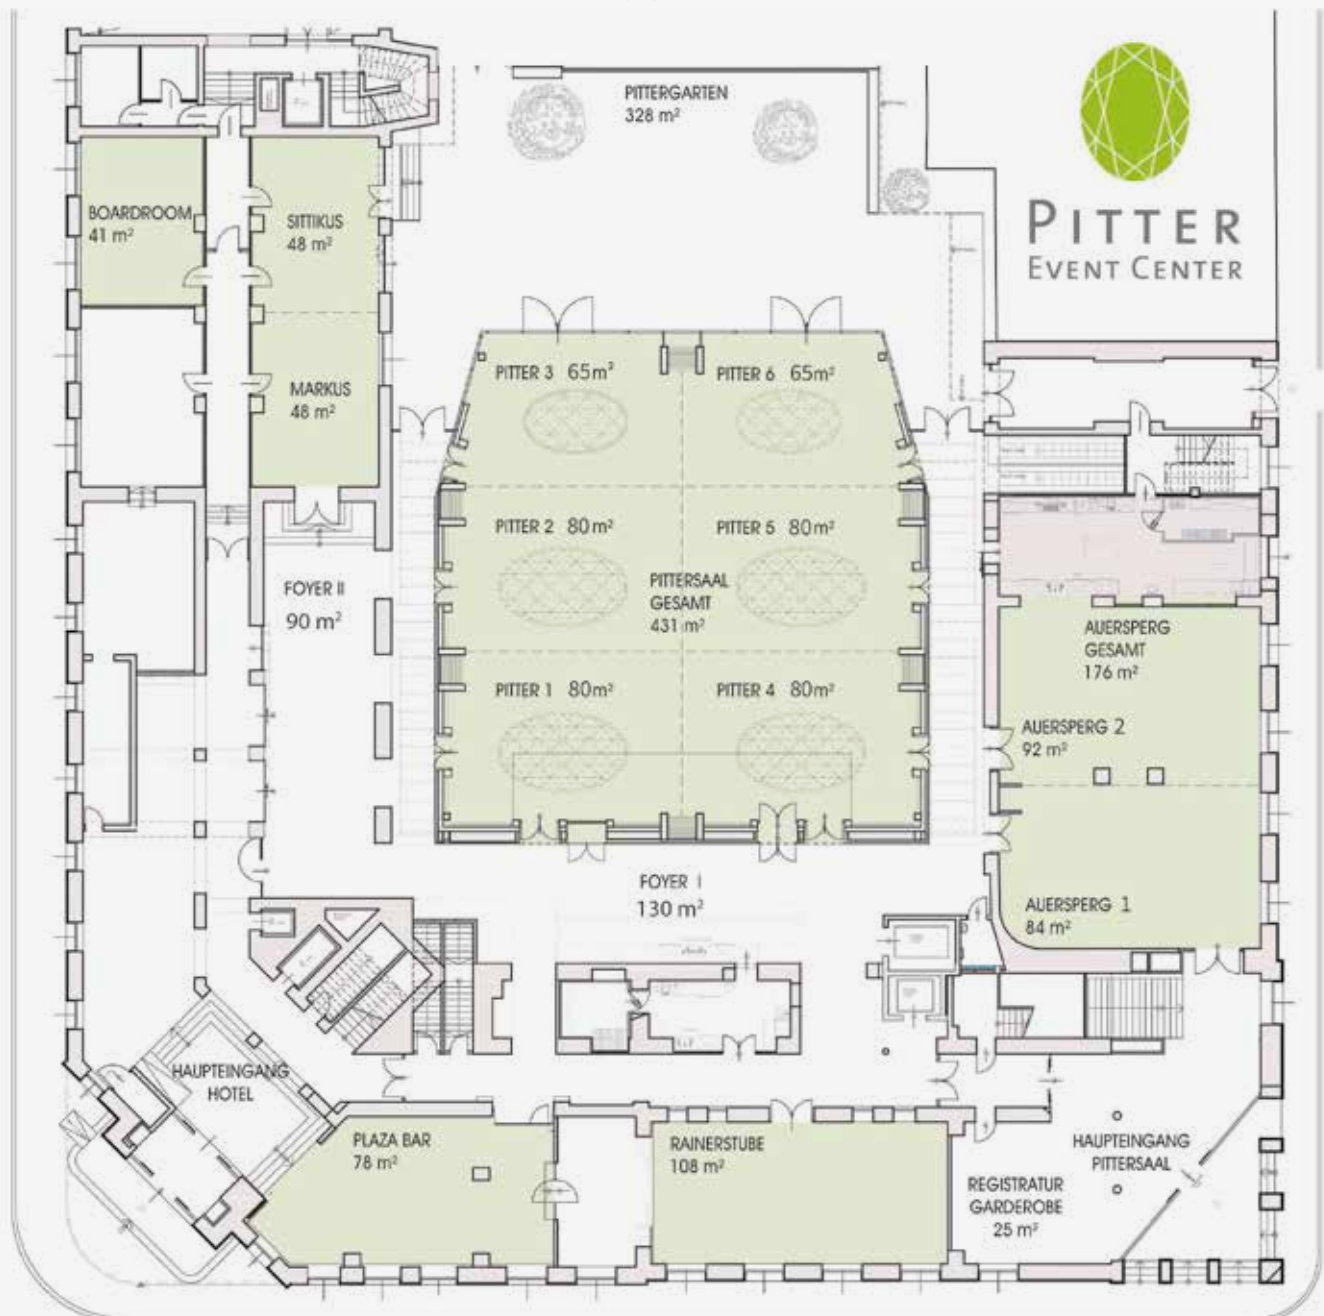 PITTERGARTEN
328 m²
PITTER
EVENT CENTER
BOARDROOM
41 m²
SITTIKUS
48 m²
MARKUS
48 m²
PITTER 3 65m²
PITTER 6 65m²
PITTER 2 80m²
PITTER 5 80m²
PITTERSAAL
GESAMT
431 m²
PITTER 1 80m²
PITTER 4 80m²
FOYER II
90 m²
AUERSPERG
GESAMT
176 m²
AUERSPERG 2
92 m²
AUERSPERG 1
84 m²
FOYER I
130 m²
HAUPTEINGANG
HOTEL
PLAZA BAR
78 m²
RAINERSTUBE
108 m²
HAUPTEINGANG
PITTERSAAL
REGISTRATUR
GARDEROBE
25 m²